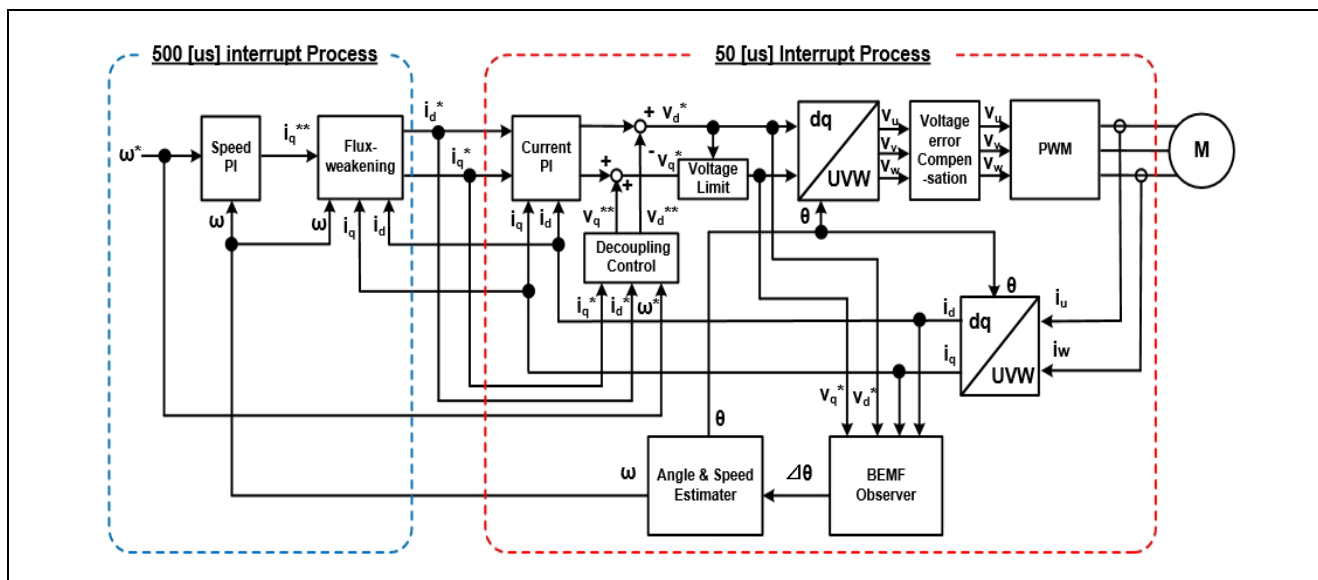 500 [us] interrupt Process
50 [us] Interrupt Process
ω*
Speed
PI
iq**
Flux-
weakening
id*
iq*
Current
PI
+
vd*
-
+
+
vq*
Voltage
Limit
dq
UVW
Vu
Vv
Vw
Voltage
error
Compen
-sation
Vu
Vv
Vw
PWM
M
ω
ω
iq
id
iq
id
vq**
vd**
θ
Decoupling
Control
iq*
id*
ω*
θ
id
iq
dq
UVW
iu
iw
vq*
vd*
θ
ω
Angle & Speed
Estimater
⊿θ
BEMF
Observer